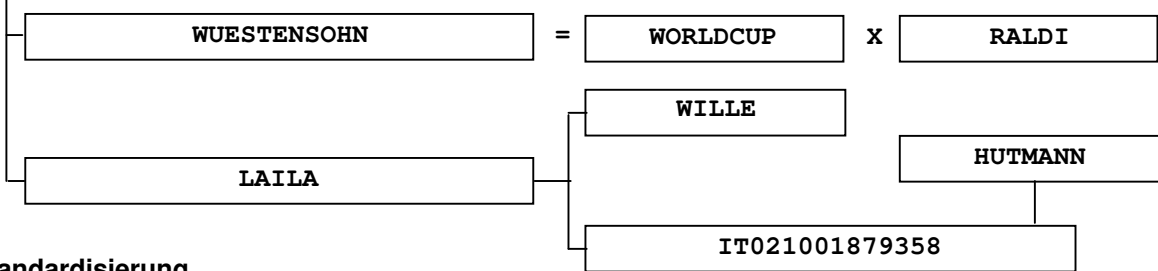 WUESTENSOHN = WORLDCUP X RALDI
WILLE
HUTMANN
LAILA
IT021001879358